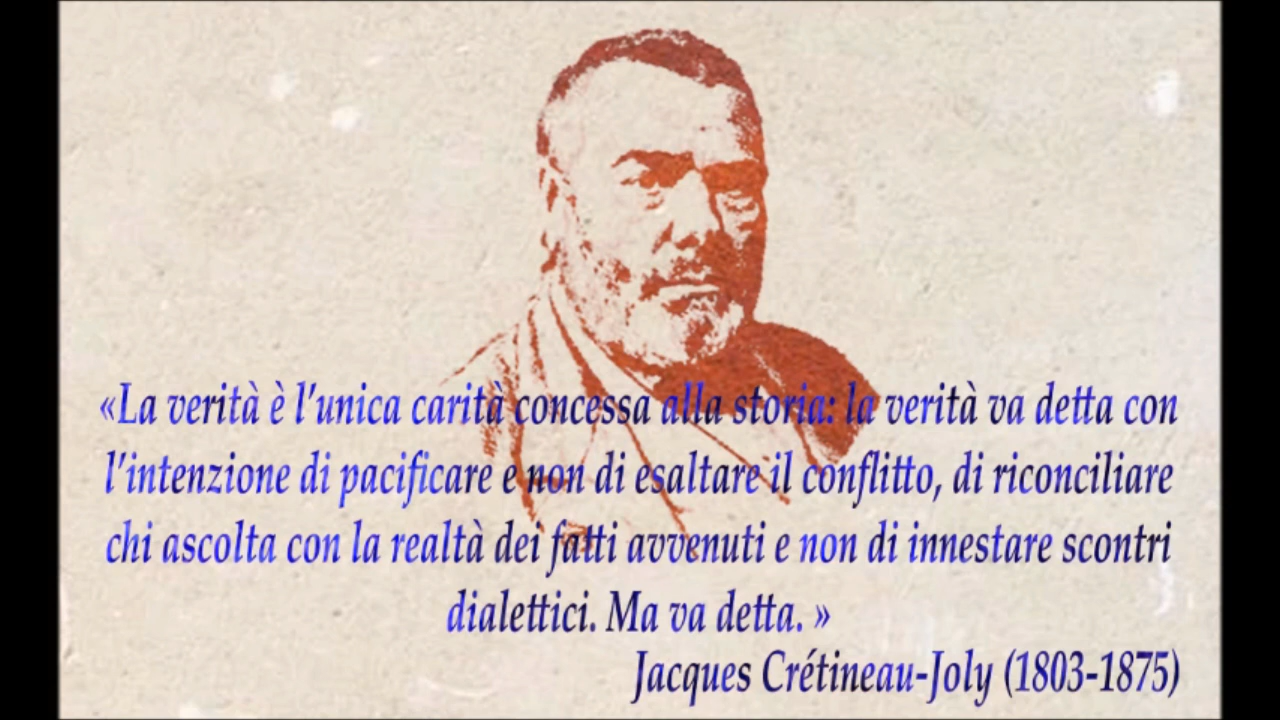 «La verità è l’unica carità concessa alla storia: la verità va detta con
l’intenzione di pacificare e non di esaltare il conflitto, di riconciliare
chi ascolta con la realtà dei fatti avvenuti e non di innestare scontri
dialettici. Ma va detta. »
Jacques Crétineau-Joly (1803-1875)